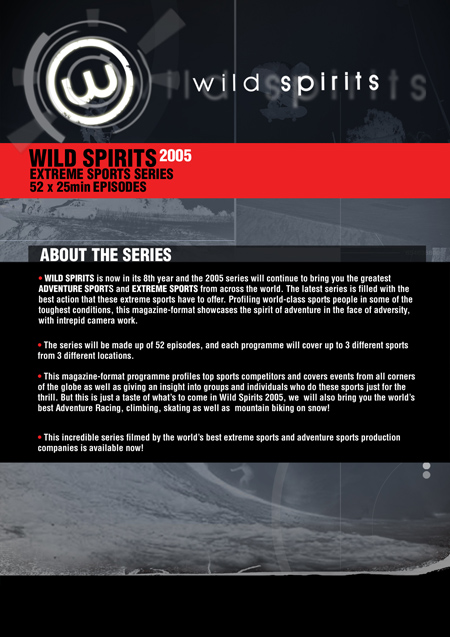 w
wild spirits
WILD SPIRITS 2005
EXTREME SPORTS SERIES
52 x 25min EPISODES
ABOUT THE SERIES
• WILD SPIRITS is now in its 8th year and the 2005 series will continue to bring you the greatest
ADVENTURE SPORTS and EXTREME SPORTS from across the world. The latest series is filled with the
best action that these extreme sports have to offer. Profiling world-class sports people in some of the
toughest conditions, this magazine-format showcases the spirit of adventure in the face of adversity,
with intrepid camera work.
• The series will be made up of 52 episodes, and each programme will cover up to 3 different sports
from 3 different locations.
• This magazine-format programme profiles top sports competitors and covers events from all corners
of the globe as well as giving an insight into groups and individuals who do these sports just for the
thrill. But this is just a taste of what's to come in Wild Spirits 2005, we will also bring you the world's
best Adventure Racing, climbing, skating as well as mountain biking on snow!
• This incredible series filmed by the world's best extreme sports and adventure sports production
companies is available now!